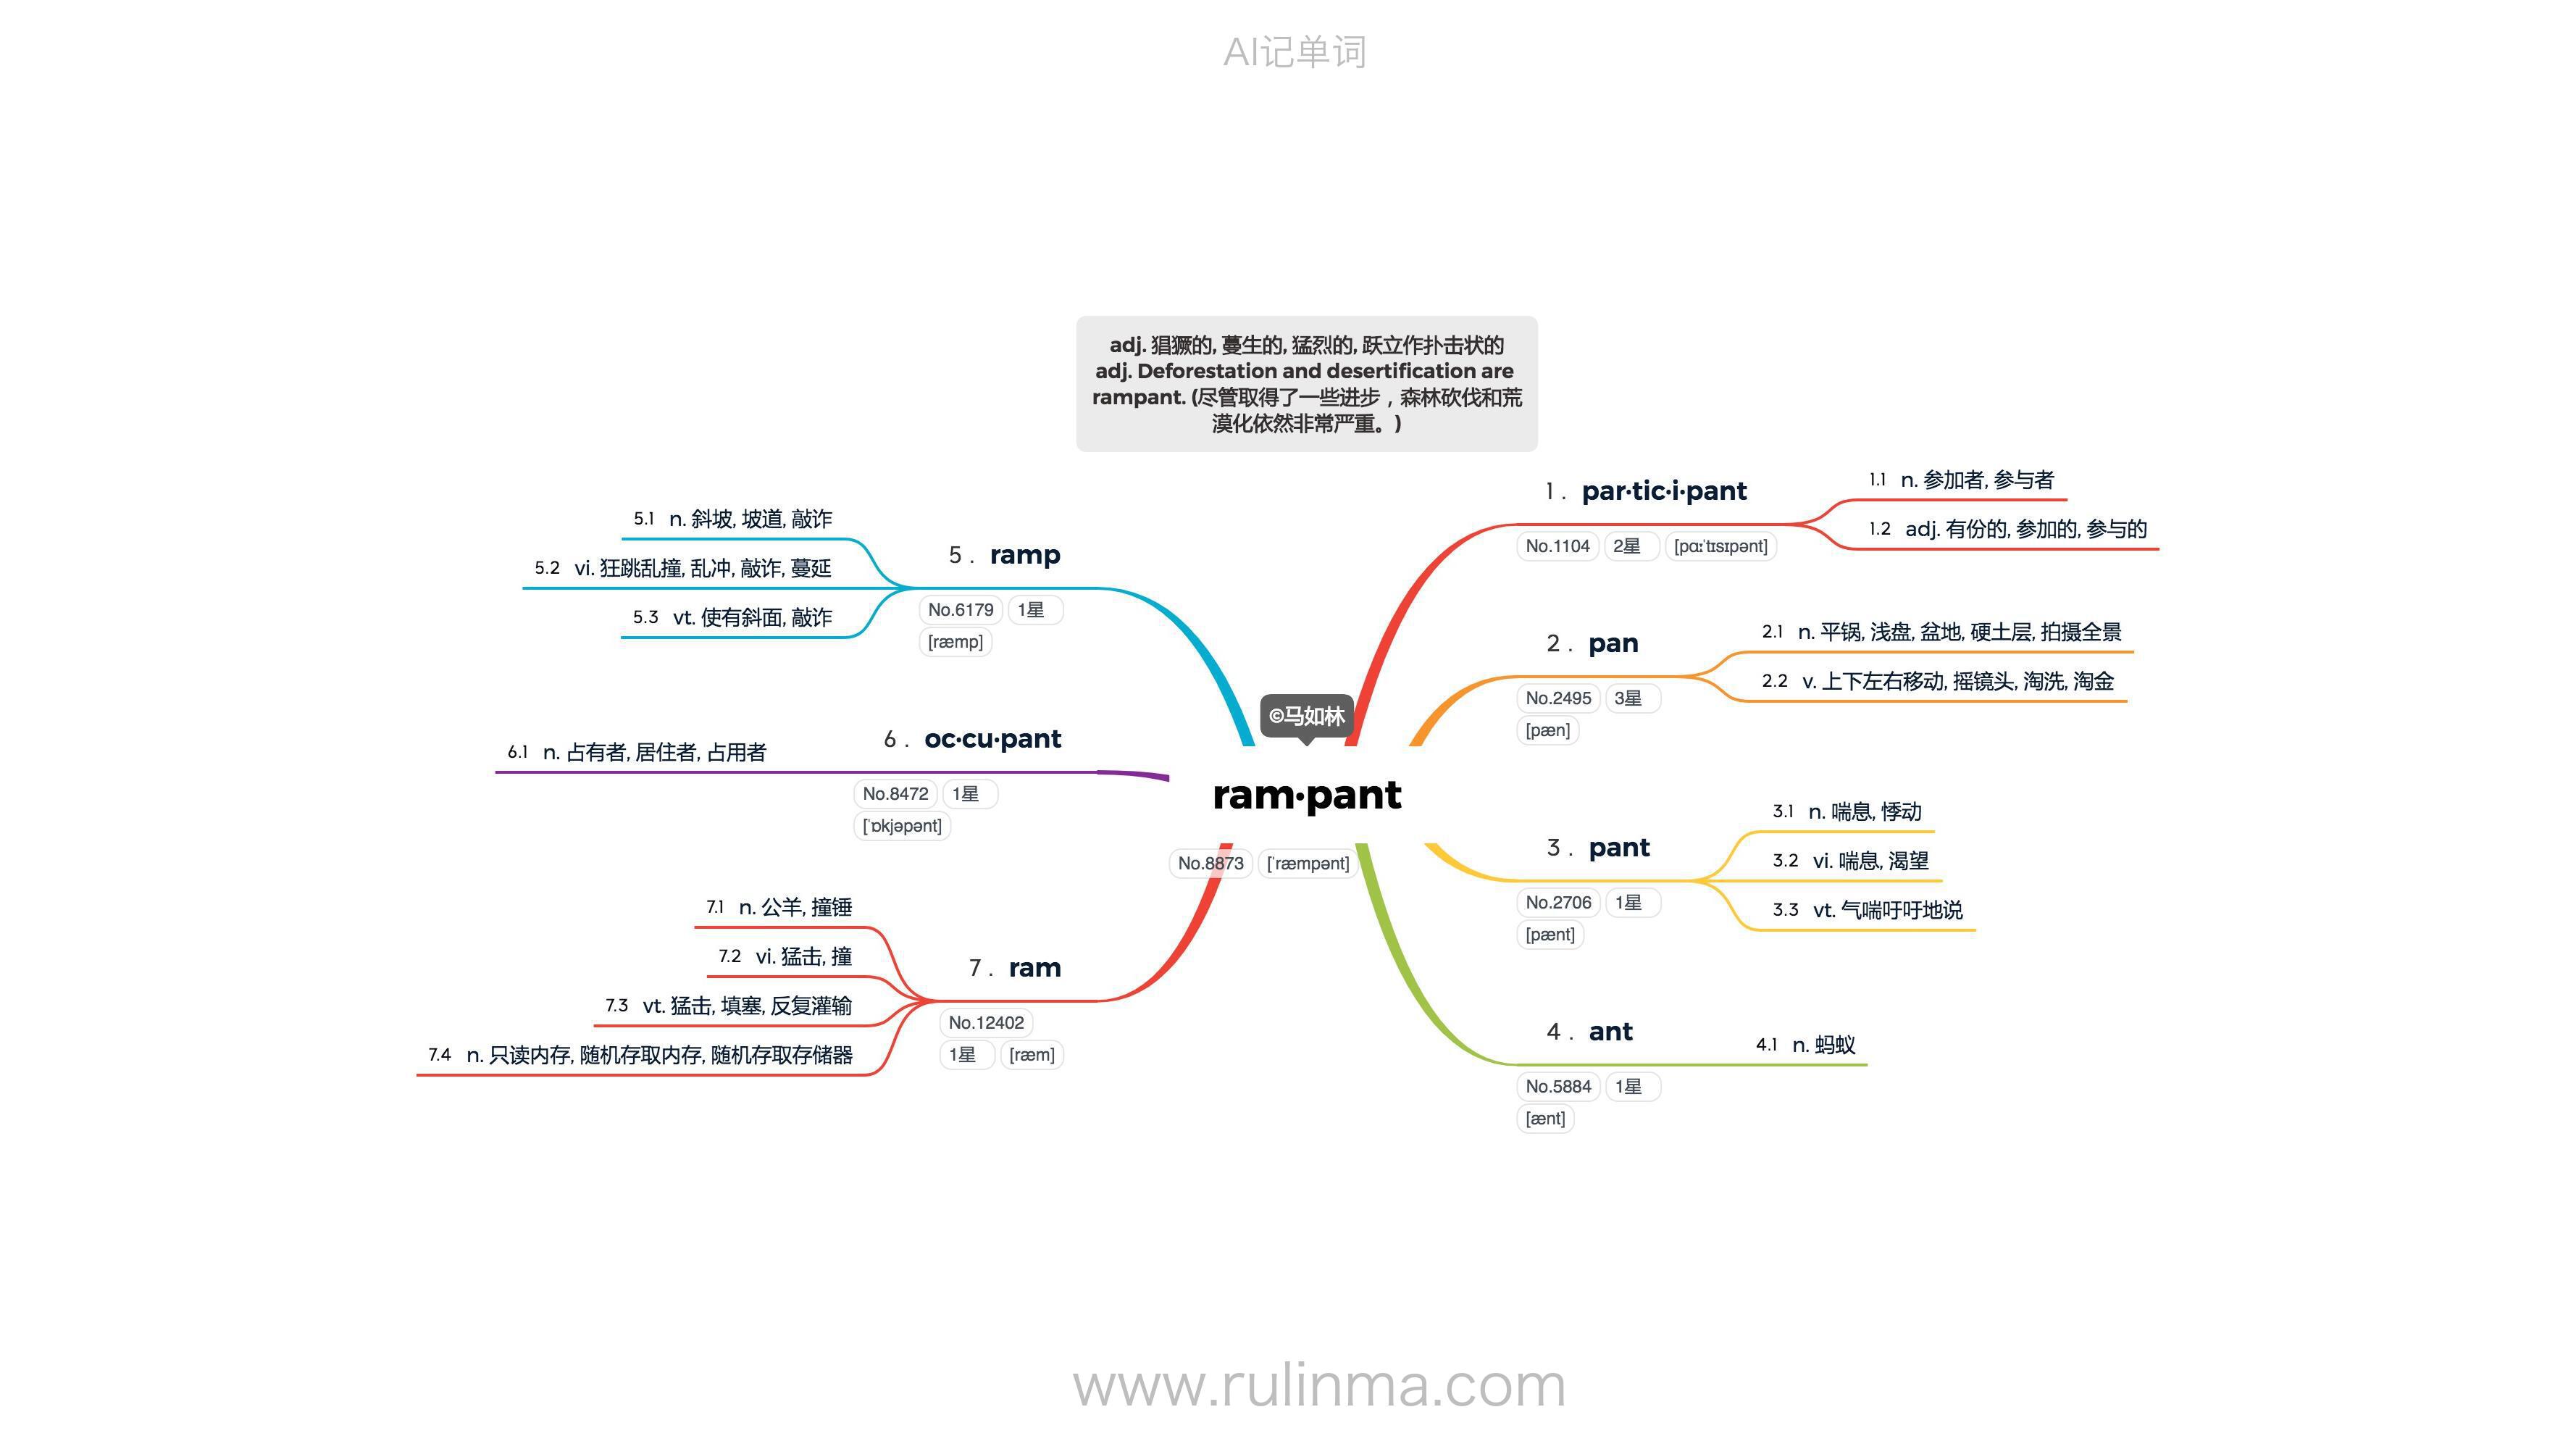 AI记单词
adj. 猖獗的, 蔓生的, 猛烈的, 跃立作扑击状的
adj. Deforestation and desertification are
rampant. (尽管取得了一些进步，森林砍伐和荒
漠化依然非常严重。)
©马如林
ram·pant
No.8873 [ˈræmpənt]
1. par·tic·i·pant
No.1104 2星 [pɑːˈtɪsɪpənt]
1.1 n. 参加者, 参与者
1.2 adj. 有份的, 参加的, 参与的
2. pan
No.2495 3星
[pæn]
2.1 n. 平锅, 浅盘, 盆地, 硬土层, 拍摄全景
2.2 v. 上下左右移动, 摇镜头, 淘洗, 淘金
3. pant
No.2706 1星
[pænt]
3.1 n. 喘息, 悸动
3.2 vi. 喘息, 渴望
3.3 vt. 气喘吁吁地说
4. ant
No.5884 1星
[ænt]
4.1 n. 蚂蚁
5. ramp
No.6179 1星
[ræmp]
5.1 n. 斜坡, 坡道, 敲诈
5.2 vi. 狂跳乱撞, 乱冲, 敲诈, 蔓延
5.3 vt. 使有斜面, 敲诈
6. oc·cu·pant
No.8472 1星
[ˈɒkjəpənt]
6.1 n. 占有者, 居住者, 占用者
7. ram
No.12402
1星 [ræm]
7.1 n. 公羊, 撞锤
7.2 vi. 猛击, 撞
7.3 vt. 猛击, 填塞, 反复灌输
7.4 n. 只读内存, 随机存取内存, 随机存取存储器
www.rulinma.com